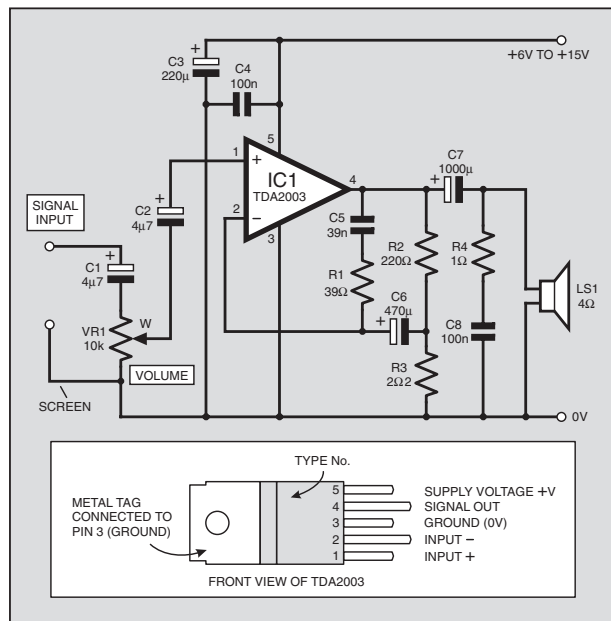 +6V TO +15V
+
C3
220µ
C4
100n
5
1
+
IC1
TDA2003
4
2
−
3
+
C7
1000µ
SIGNAL
INPUT
+
C2
4µ7
+
C1
4µ7
C5
39n
R2
220Ω
R4
1Ω
R1
39Ω
LS1
4Ω
C6
470µ
+
VR1
10k
W
VOLUME
C8
100n
R3
2Ω2
SCREEN
0V
TYPE No.
METAL TAG
CONNECTED TO
PIN 3 (GROUND)
5 SUPPLY VOLTAGE +V
4 SIGNAL OUT
3 GROUND (0V)
2 INPUT −
1 INPUT +
FRONT VIEW OF TDA2003